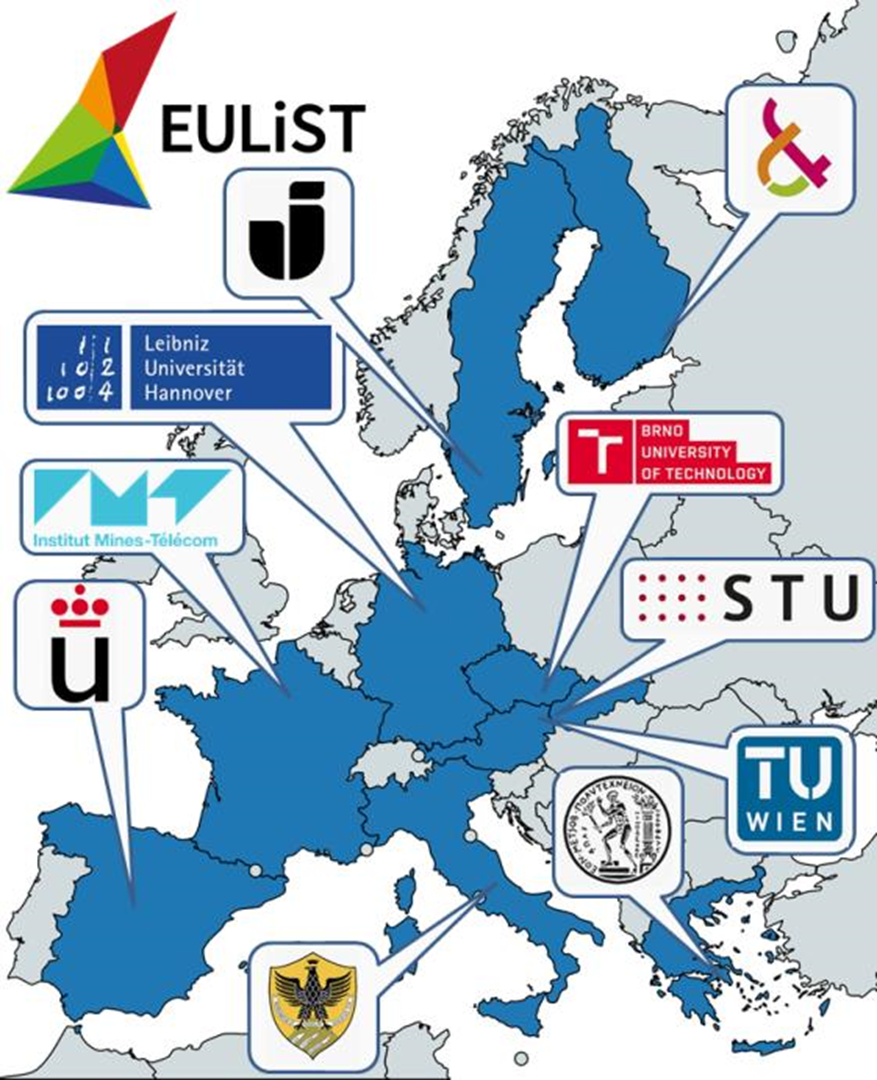 EULiST
&
Leibniz
Universität
Hannover
BRNO
UNIVERSITY
OF TECHNOLOGY
T
Institut Mines-Télécom
STU
u
TU
WIEN